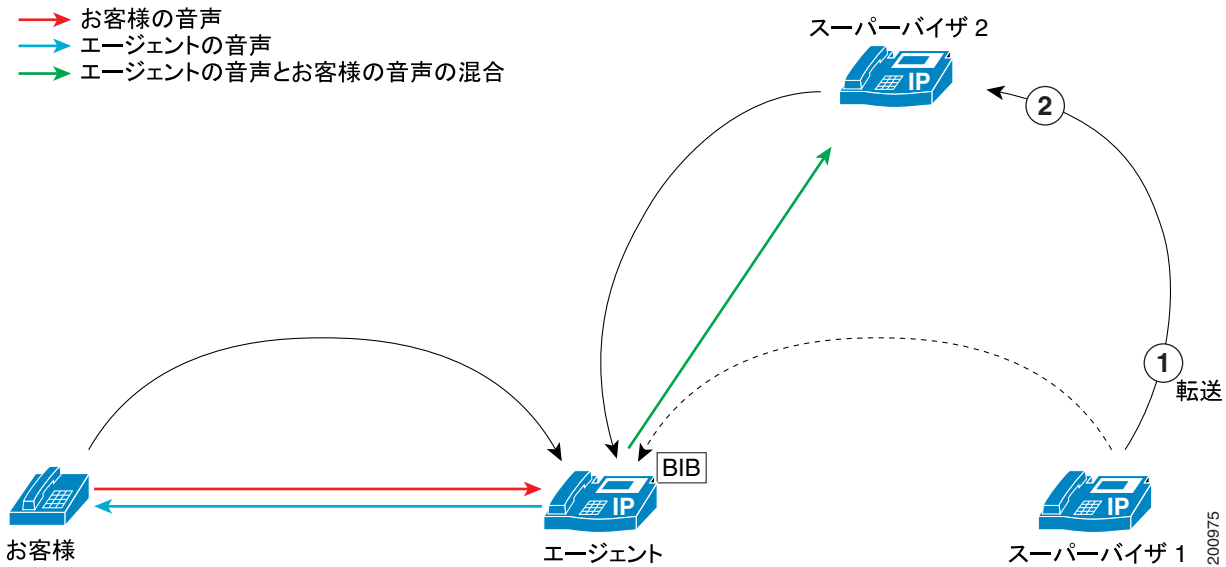 お客様の音声
エージェントの音声
エージェントの音声とお客様の音声の混合
スーパーバイザ 2
IP
2
1
転送
BIB
IP
IP
お客様
エージェント
スーパーバイザ 1
200975